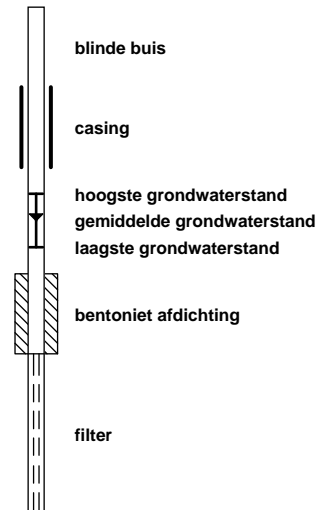 blinde buis
casing
hoogste grondwaterstand
gemiddelde grondwaterstand
laagste grondwaterstand
bentoniet afdichting
filter